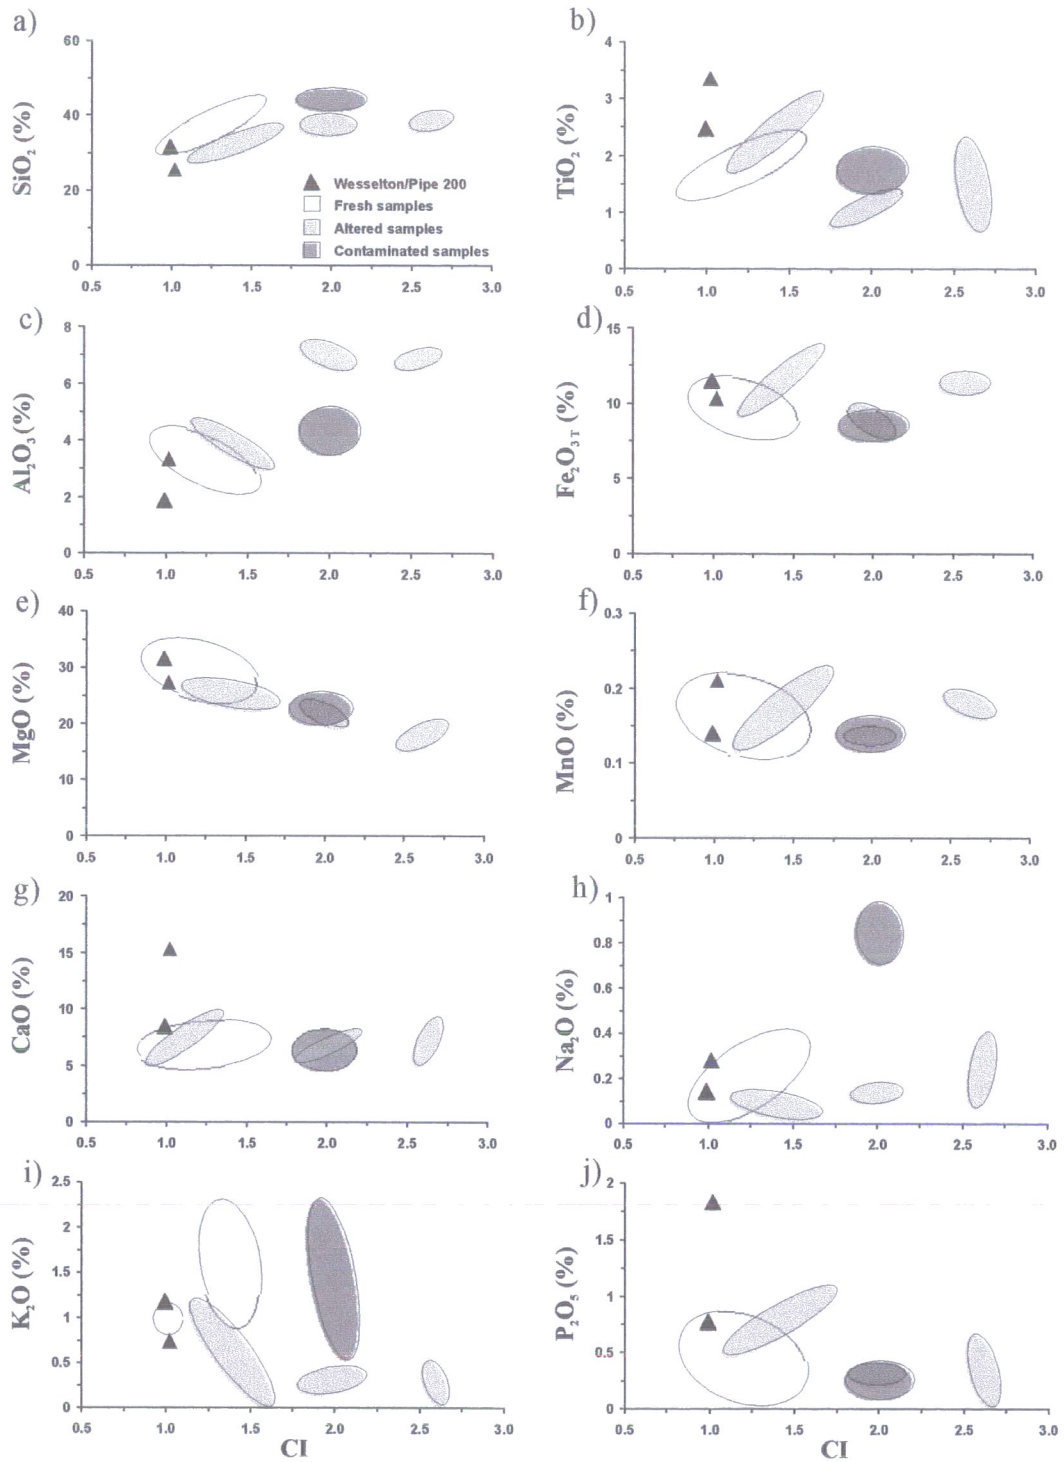 a)
SiO2 (%)
60
40
20
0
0.5 1.0 1.5 2.0 2.5 3.0
Wesselton/Pipe 200
Fresh samples
Altered samples
Contaminated samples
b)
TiO2 (%)
4
3
2
1
0
0.5 1.0 1.5 2.0 2.5 3.0
c)
Al2O3 (%)
8
6
4
2
0
0.5 1.0 1.5 2.0 2.5 3.0
d)
Fe2O3 T (%)
15
10
5
0
0.5 1.0 1.5 2.0 2.5 3.0
e)
MgO (%)
40
30
20
10
0
0.5 1.0 1.5 2.0 2.5 3.0
f)
MnO (%)
0.3
0.2
0.1
0
0.5 1.0 1.5 2.0 2.5 3.0
g)
CaO (%)
20
15
10
5
0
0.5 1.0 1.5 2.0 2.5 3.0
h)
Na2O (%)
1
0.8
0.6
0.4
0.2
0
0.5 1.0 1.5 2.0 2.5 3.0
i)
K2O (%)
2.5
2
1.5
1
0.5
0
0.5 1.0 1.5 2.0 2.5 3.0
CI
j)
P2O5 (%)
2
1.5
1
0.5
0
0.5 1.0 1.5 2.0 2.5 3.0
CI